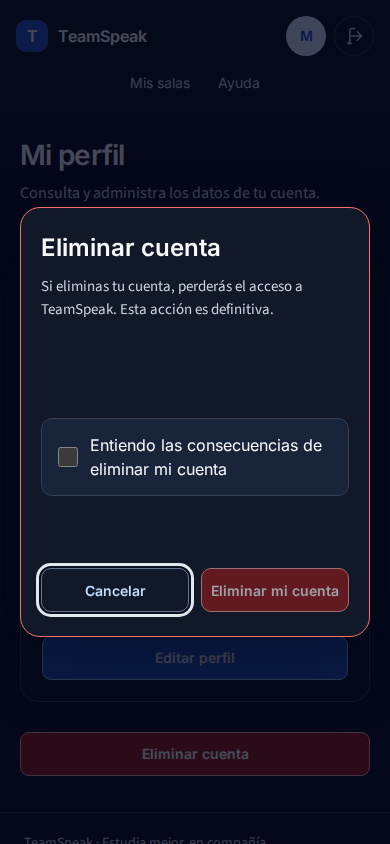 T TeamSpeak M
Mis salas Ayuda
Mi perfil
Consulta y administra los datos de tu cuenta.
Eliminar cuenta
Si eliminas tu cuenta, perderás el acceso a
TeamSpeak. Esta acción es definitiva.
Entiendo las consecuencias de
eliminar mi cuenta
Cancelar Eliminar mi cuenta
Editar perfil
Eliminar cuenta
TeamSpeak · Estudia mejor, en compañía